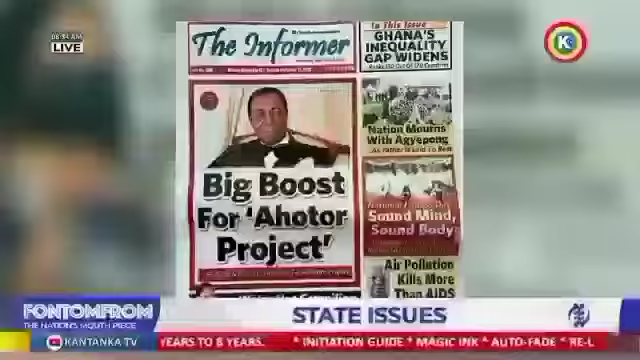 08:14 AM
LIVE
The Informer
In This Issue
GHANA'S
INEQUALITY
GAP WIDENS
Big Boost
For 'Ahotor
Project'
Nation Mourns
With Agyepong
Sound Mind,
Sound Body
Air Pollution
Kills More
Than AIDS
FONTOMFROM
THE NATION'S MOUTH PIECE
STATE ISSUES
KANTANKA TV
YEARS TO 8 YEARS. * INITIATION GUIDE * MAGIC INK * AUTO-FADE * RE-L